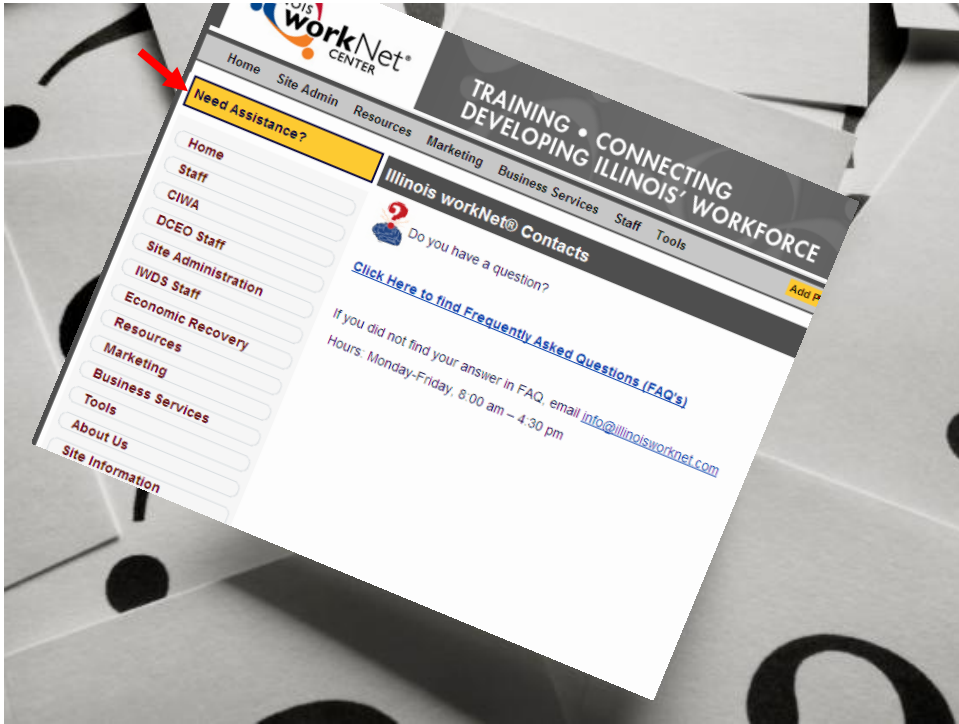 workNet®
CENTER
TRAINING • CONNECTING
DEVELOPING ILLINOIS' WORKFORCE
Home Site Admin Resources Marketing Business Services Staff Tools
Add
Need Assistance?
Home
Staff
CIWA
DCEO Staff
Site Administration
IWDS Staff
Economic Recovery
Resources
Marketing
Business Services
Tools
About Us
Site Information
Illinois workNet® Contacts
Do you have a question?
Click Here to find Frequently Asked Questions (FAQ's)
If you did not find your answer in FAQ, email info@illinoisworknet.com
Hours: Monday-Friday, 8:00 am – 4:30 pm